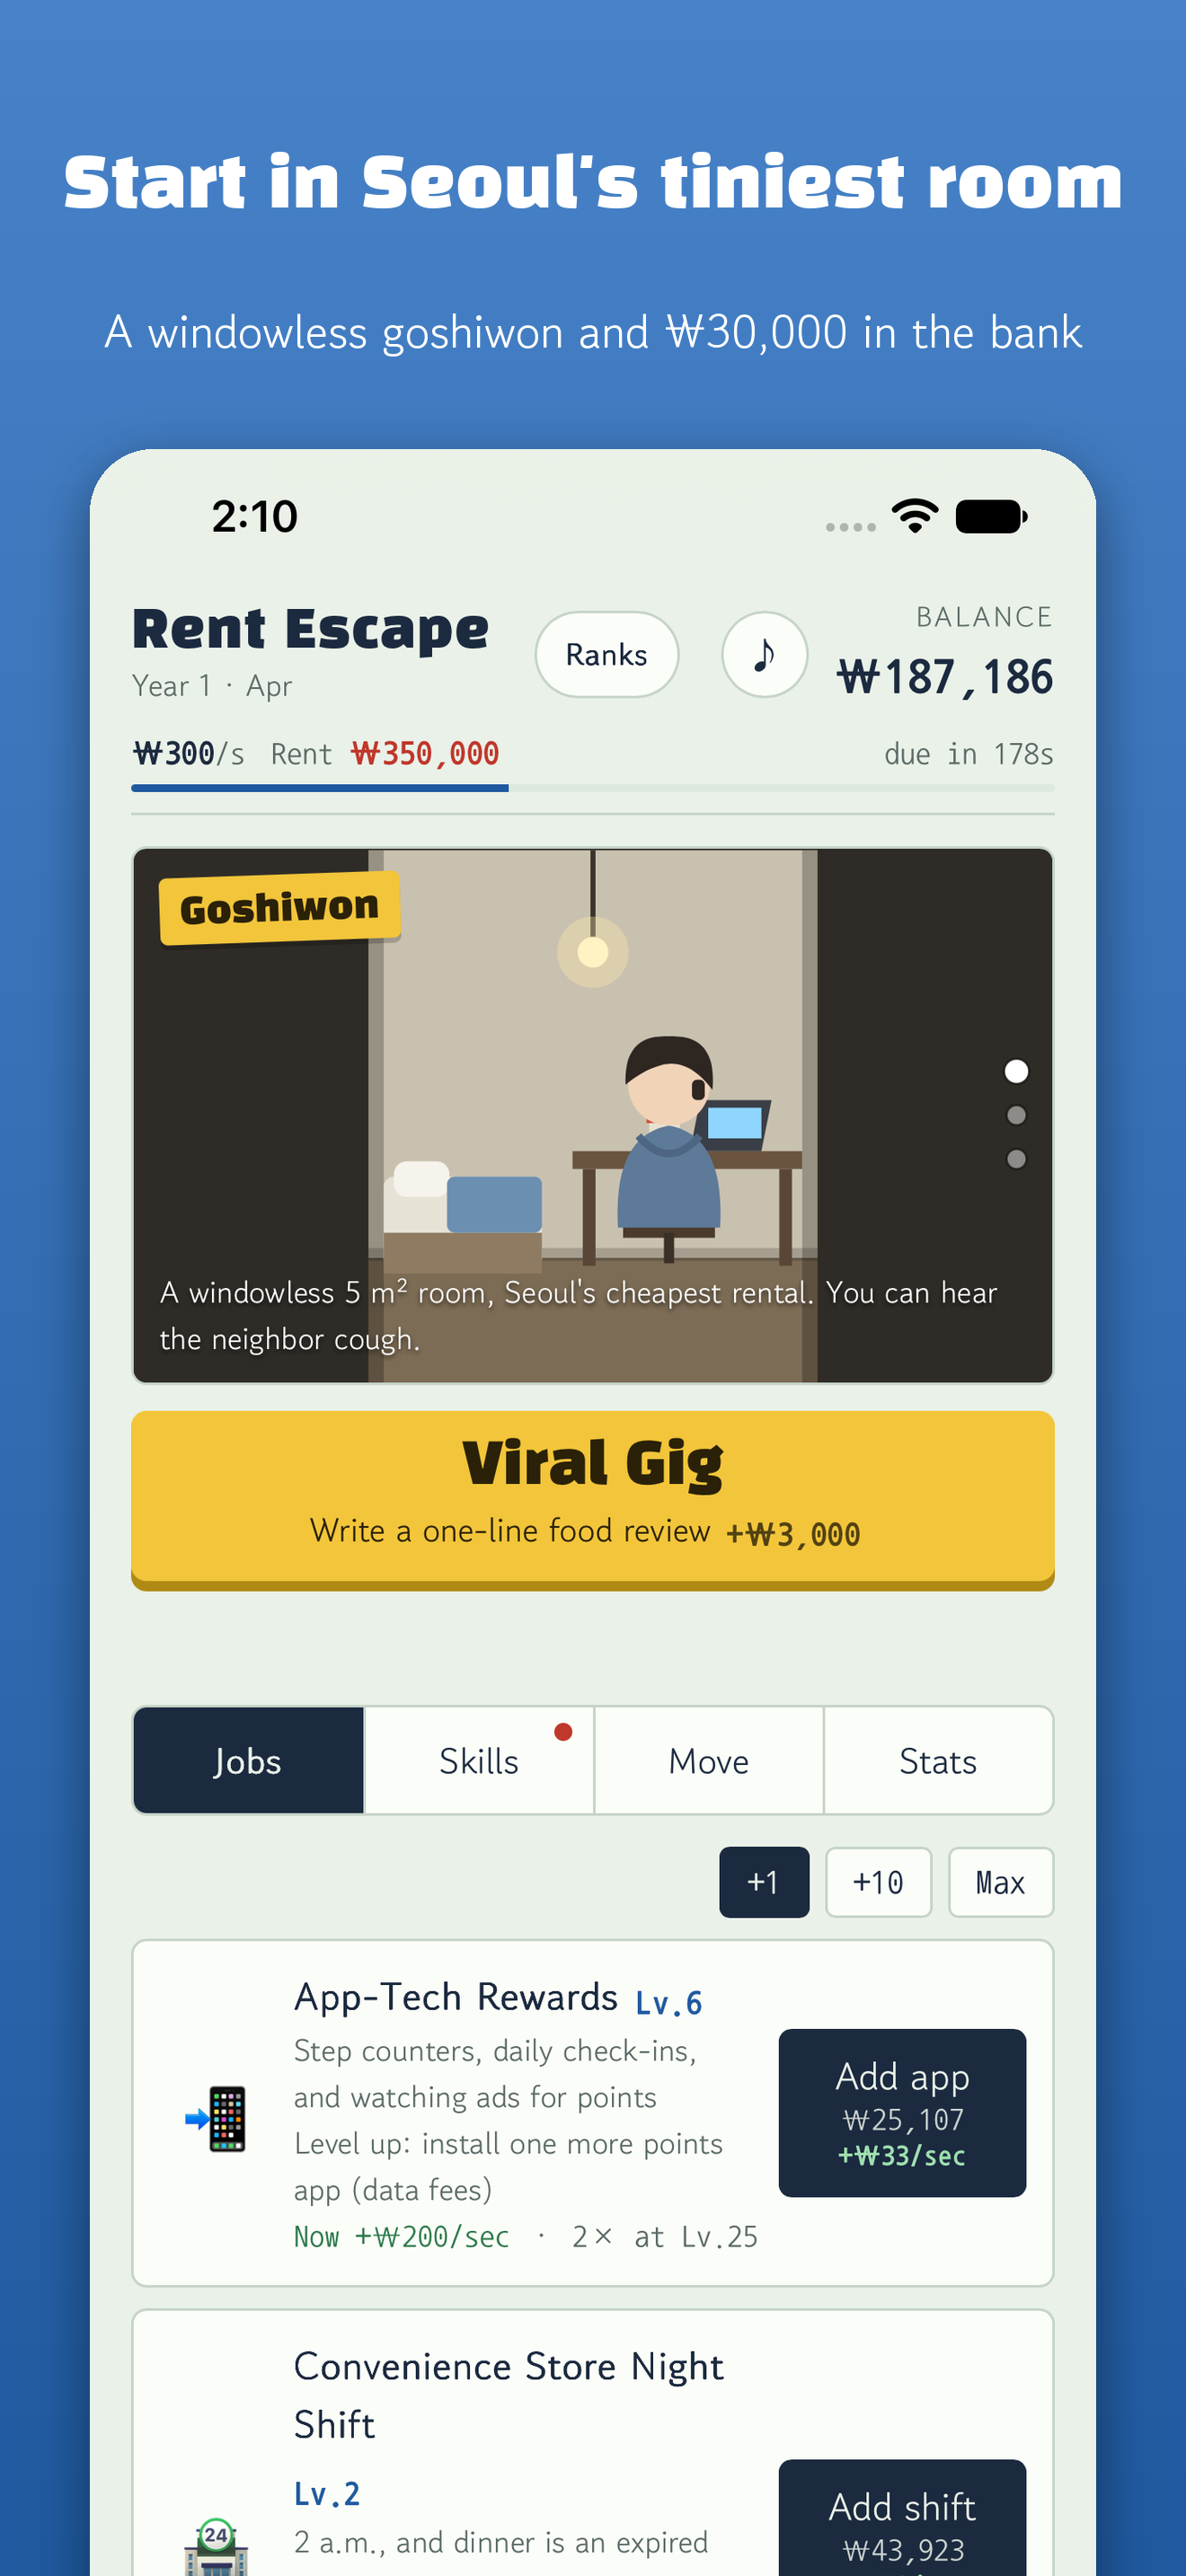 Start in Seoul's tiniest room
A windowless goshiwon and ₩30,000 in the bank
2:10
Rent Escape
Year 1 · Apr
Ranks
♪
BALANCE
₩187,186
₩300/s Rent ₩350,000
due in 178s
Goshiwon
A windowless 5 m² room, Seoul's cheapest rental. You can hear
the neighbor cough.
Viral Gig
Write a one-line food review +₩3,000
Jobs
Skills
Move
Stats
+1
+10
Max
App-Tech Rewards Lv.6
Step counters, daily check-ins,
and watching ads for points
Level up: install one more points
app (data fees)
Now +₩200/sec · 2× at Lv.25
Add app
₩25,107
+₩33/sec
Convenience Store Night
Shift
Lv.2
24
2 a.m., and dinner is an expired
Add shift
₩43,923